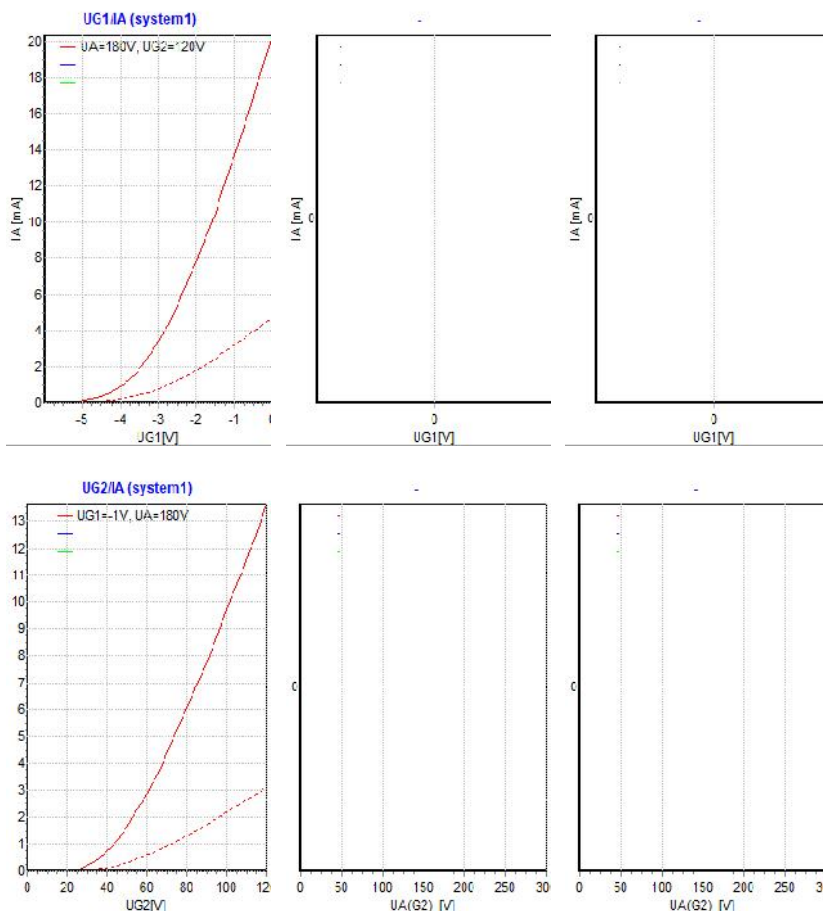 UG1/IA (system1)
-
-
UA=180V, UG2=120V
20
18
16
14
12
10
8
6
4
2
0
IA [mA]
-5 -4 -3 -2 -1 0
UG1[V]
0
IA [mA]
0
UG1[V]
0
IA [mA]
0
UG1[V]
UG2/IA (system1)
-
-
UG1=-1V, UA=180V
13
12
11
10
9
8
7
6
5
4
3
2
1
0
0 20 40 60 80 100 120
UG2[V]
0
0 50 100 150 200 250 30
UA(G2) [V]
0
0 50 100 150 200 250 30
UA(G2) [V]